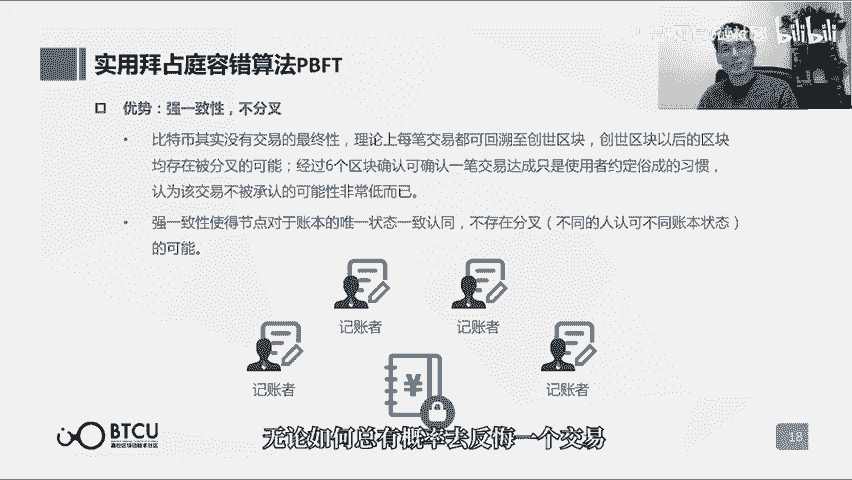 bilibili
实用拜占庭容错算法PBFT
优势：强一致性，不分叉
比特币其实没有交易的最终性，理论上每笔交易都可回溯至创世区块，创世区块以后的区块
均存在被分叉的可能；经过6个区块确认可确认一笔交易达成只是使用者约定俗成的习惯，
认为该交易不被承认的可能性非常低而已。
强一致性使得节点对于账本的唯一状态一致认同，不存在分叉（不同的人认可不同账本状态）
的可能。
记账者
记账者
记账者
记账者
¥
BTCU
无论如何总有概率去反悔一个交易
18